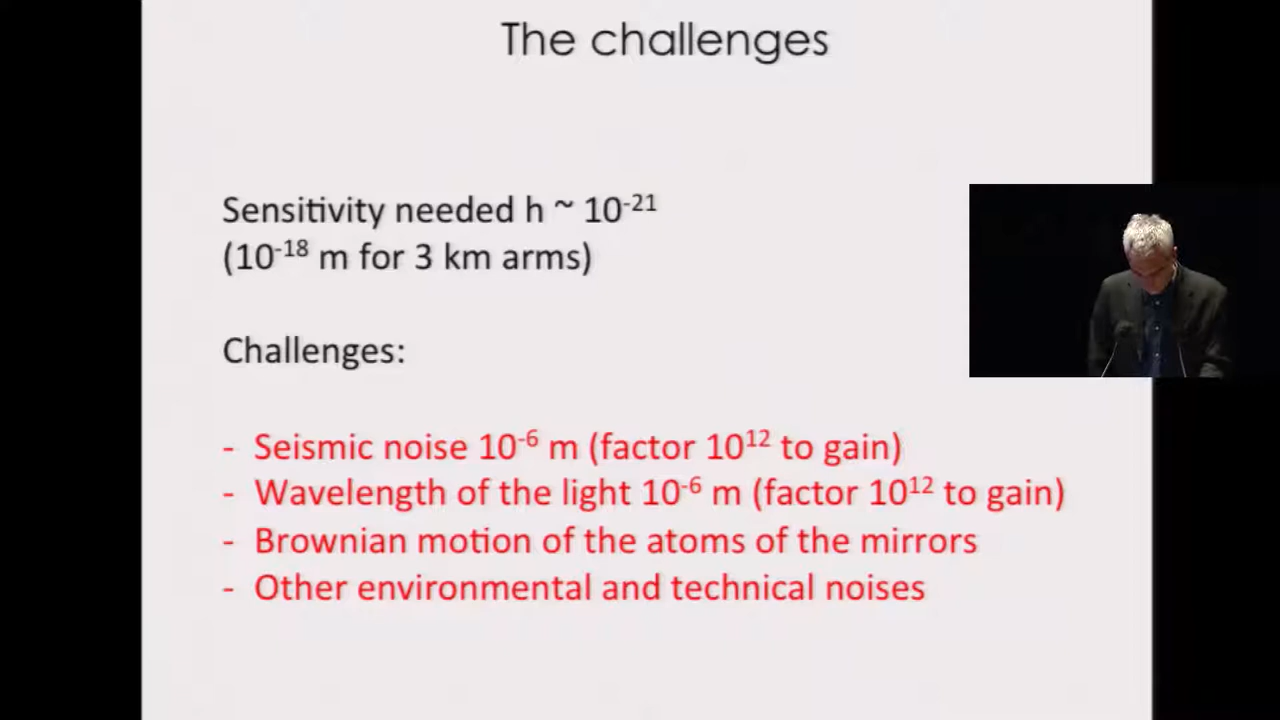 The challenges
Sensitivity needed h ~ 10⁻²¹
(10⁻¹⁸ m for 3 km arms)
Challenges:
- Seismic noise 10⁻⁶ m (factor 10¹² to gain)
- Wavelength of the light 10⁻⁶ m (factor 10¹² to gain)
- Brownian motion of the atoms of the mirrors
- Other environmental and technical noises